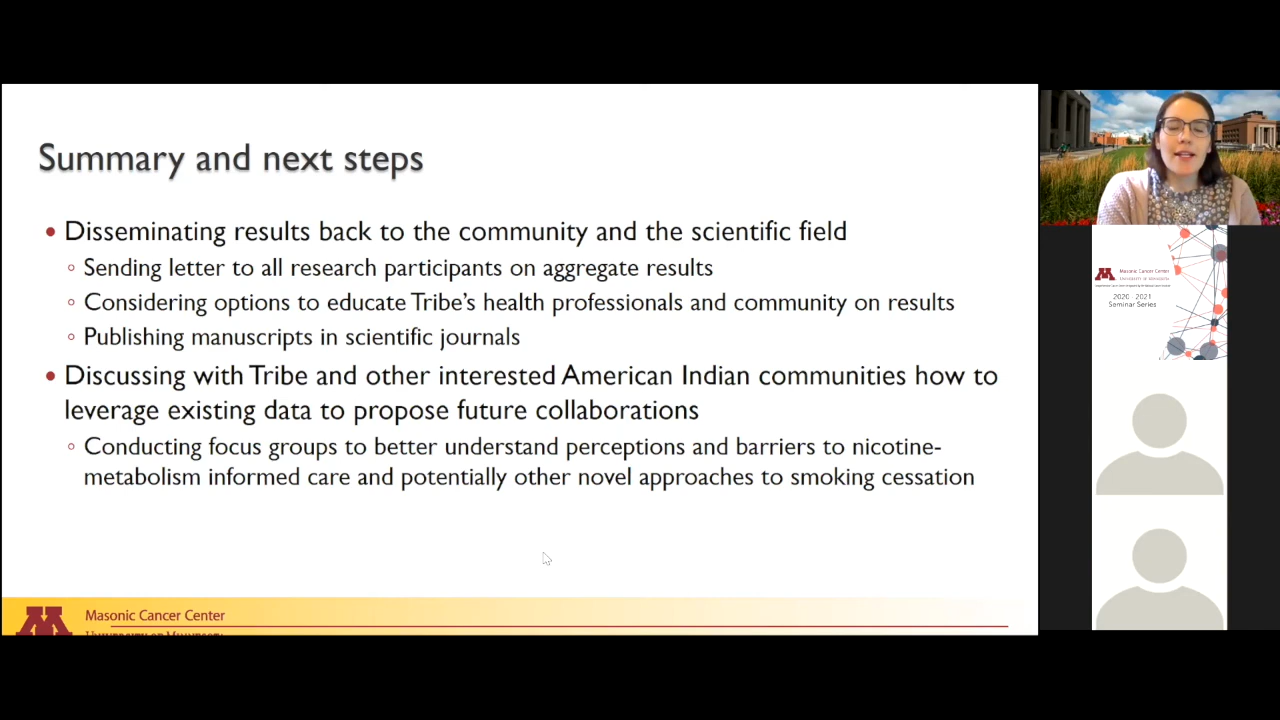 Summary and next steps
• Disseminating results back to the community and the scientific field
◦ Sending letter to all research participants on aggregate results
◦ Considering options to educate Tribe's health professionals and community on results
◦ Publishing manuscripts in scientific journals
• Discussing with Tribe and other interested American Indian communities how to
leverage existing data to propose future collaborations
◦ Conducting focus groups to better understand perceptions and barriers to nicotine-
metabolism informed care and potentially other novel approaches to smoking cessation
M Masonic Cancer Center
UNIVERSITY OF MINNESOTA
M Masonic Cancer Center
UNIVERSITY OF MINNESOTA
2020 - 2021
Seminar Series